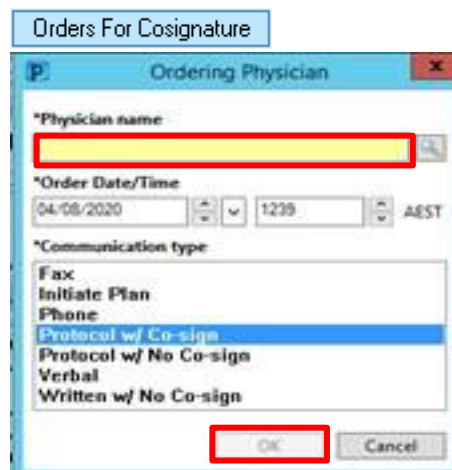 Orders For Cosignature
P Ordering Physician x
*Physician name
*Order Date/Time
04/08/2020 1239 AEST
*Communication type
Fax
Initiate Plan
Phone
Protocol w/ Co-sign
Protocol w/ No Co-sign
Verbal
Written w/ No Co-sign
OK Cancel